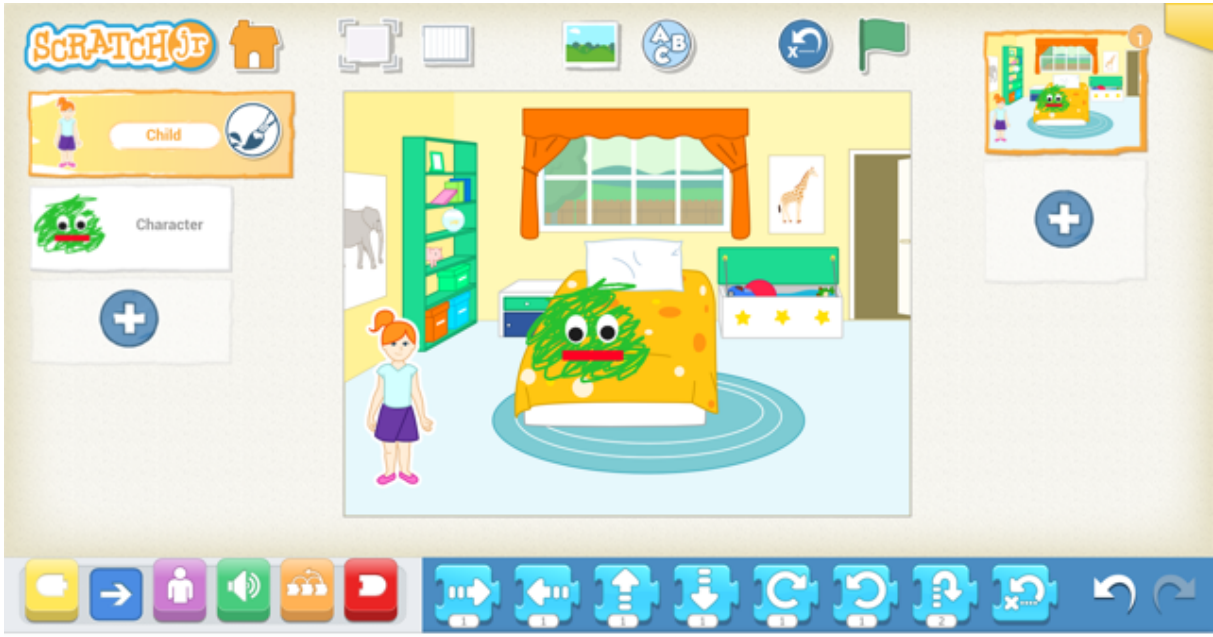 SCRATCH Jr
A B C
1
Child
Character
1 1 1 1 1 1 2